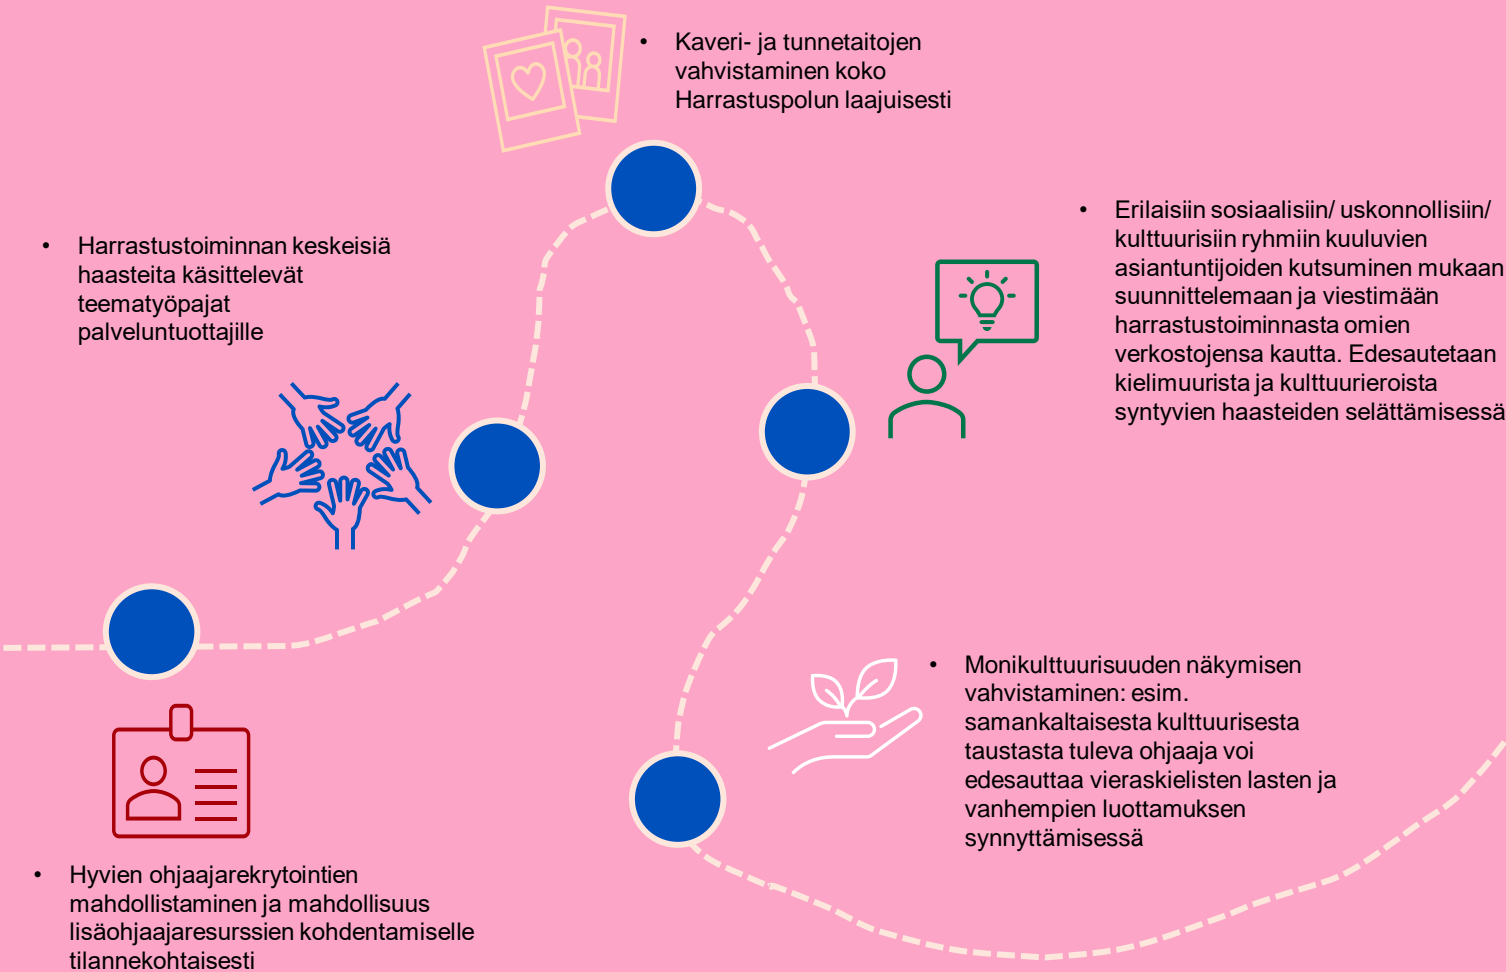 • Kaveri- ja tunnetaitojen
vahvistaminen koko
Harrastuspolun laajuisesti
• Erilaisiin sosiaalisiin/ uskonnollisiin/
kulttuurisiin ryhmiin kuuluvien
asiantuntijoiden kutsuminen mukaan
suunnittelemaan ja viestimään
harrastustoiminnasta omien
verkostojensa kautta. Edesautetaan
kielimuurista ja kulttuurieroista
syntyvien haasteiden selättämisessä
• Harrastustoiminnan keskeisiä
haasteita käsittelevät
teematyöpajat
palveluntuottajille
• Monikulttuurisuuden näkymisen
vahvistaminen: esim.
samankaltaisesta kulttuurisesta
taustasta tuleva ohjaaja voi
edesauttaa vieraskielisten lasten ja
vanhempien luottamuksen
synnyttämisessä
• Hyvien ohjaajarekrytointien
mahdollistaminen ja mahdollisuus
lisäohjaajaresurssien kohdentamiselle
tilannekohtaisesti